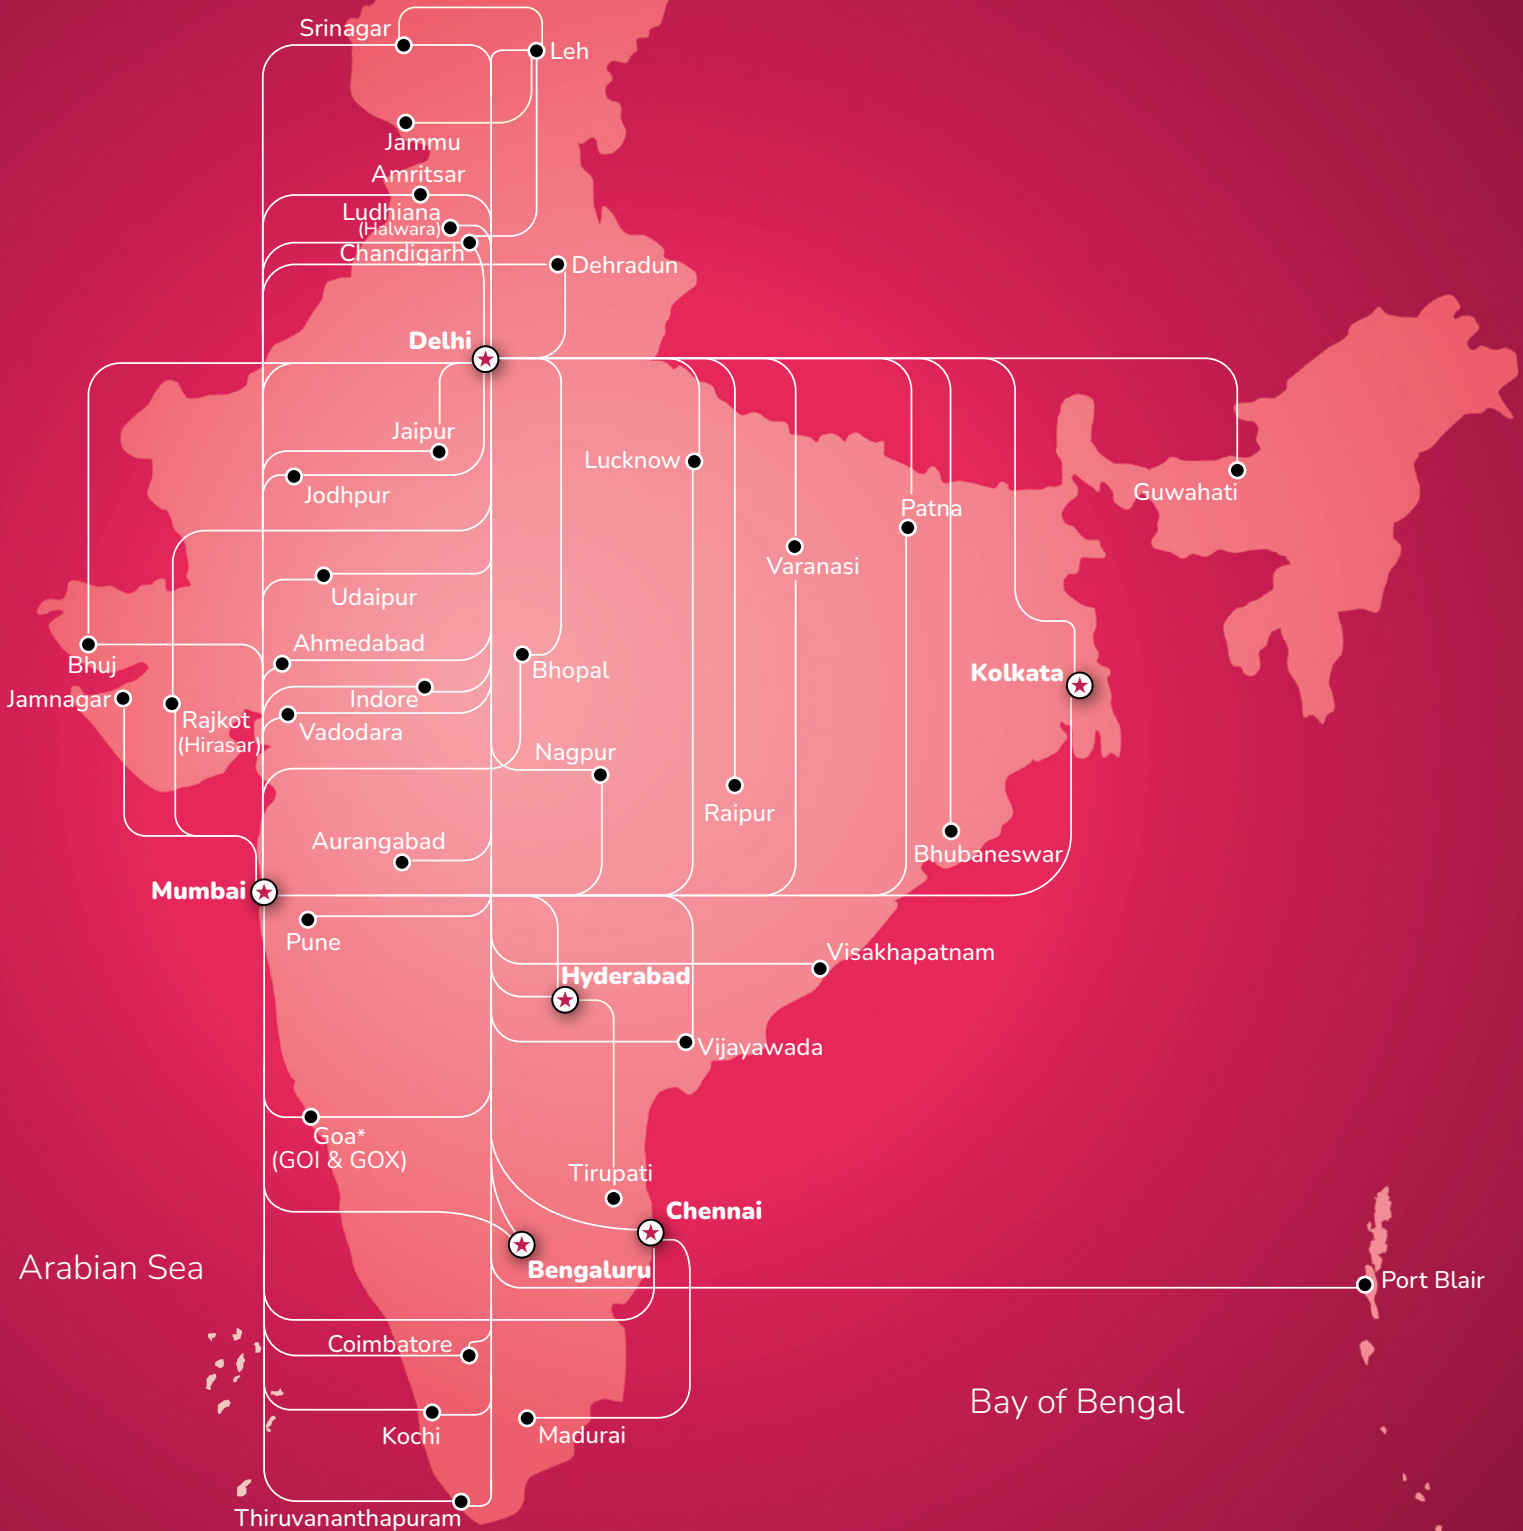 Srinagar
Leh
Jammu
Amritsar
Ludhiana
(Halwara)
Chandigarh
Dehradun
Delhi
Jaipur
Lucknow
Jodhpur
Guwahati
Patna
Varanasi
Udaipur
Ahmedabad
Bhuj
Bhopal
Kolkata
Jamnagar
Indore
Rajkot
(Hirasar)
Vadodara
Nagpur
Raipur
Aurangabad
Bhubaneswar
Mumbai
Pune
Visakhapatnam
Hyderabad
Vijayawada
Goa*
(GOI & GOX)
Tirupati
Chennai
Arabian Sea
Bengaluru
Port Blair
Coimbatore
Bay of Bengal
Kochi
Madurai
Thiruvananthapuram